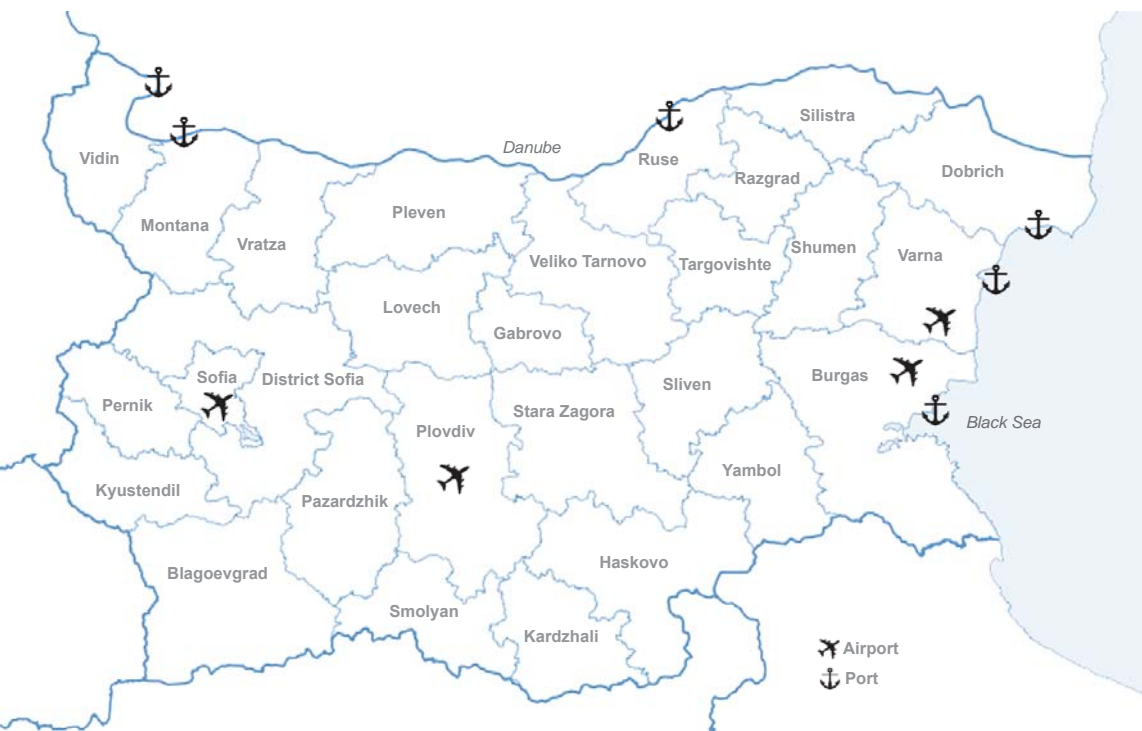 Silistra
Danube
Vidin
Ruse
Razgrad
Dobrich
Pleven
Montana
Vratza
Veliko Tarnovo
Targovishte
Shumen
Varna
Lovech
Gabrovo
Sofia
District Sofia
Sliven
Burgas
Pernik
Stara Zagora
Plovdiv
Black Sea
Yambol
Kyustendil
Pazardzhik
Haskovo
Blagoevgrad
Smolyan
Kardzhali
Airport
Port